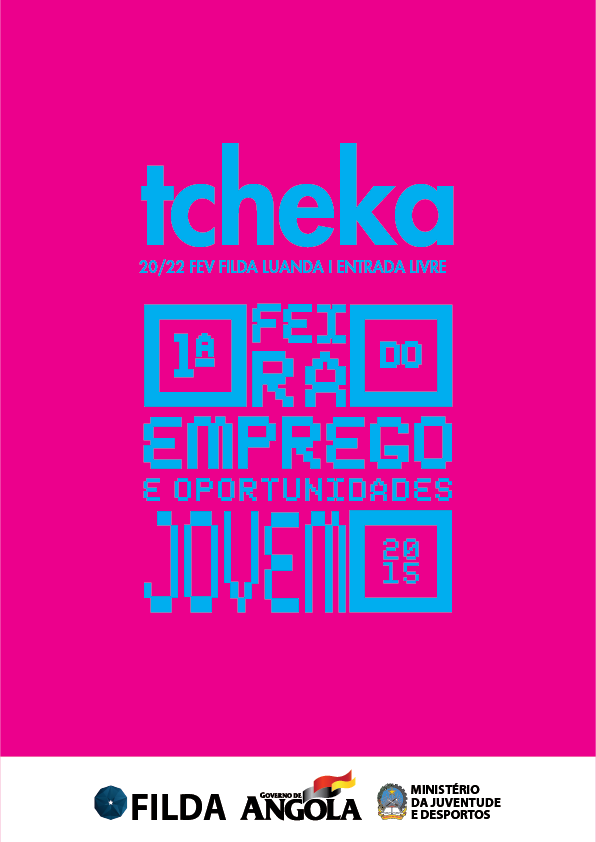 tcheka
20/22 FEV FILDA LUANDA I ENTRADA LIVRE
1ª FEI
RA DO
EMPREGO
E OPORTUNIDADES
JOVEM 20
15
FILDA
GOVERNO DE
ANGOLA
MINISTÉRIO
DA JUVENTUDE
E DESPORTOS